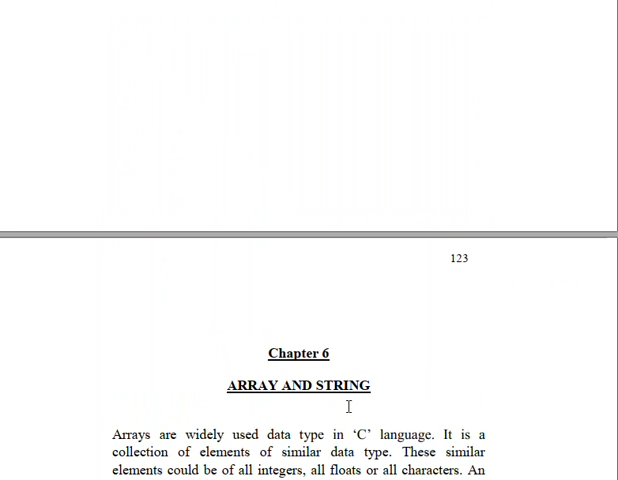 123
Chapter 6
ARRAY AND STRING
Arrays are widely used data type in ‘C’ language. It is a
collection of elements of similar data type. These similar
elements could be of all integers, all floats or all characters. An